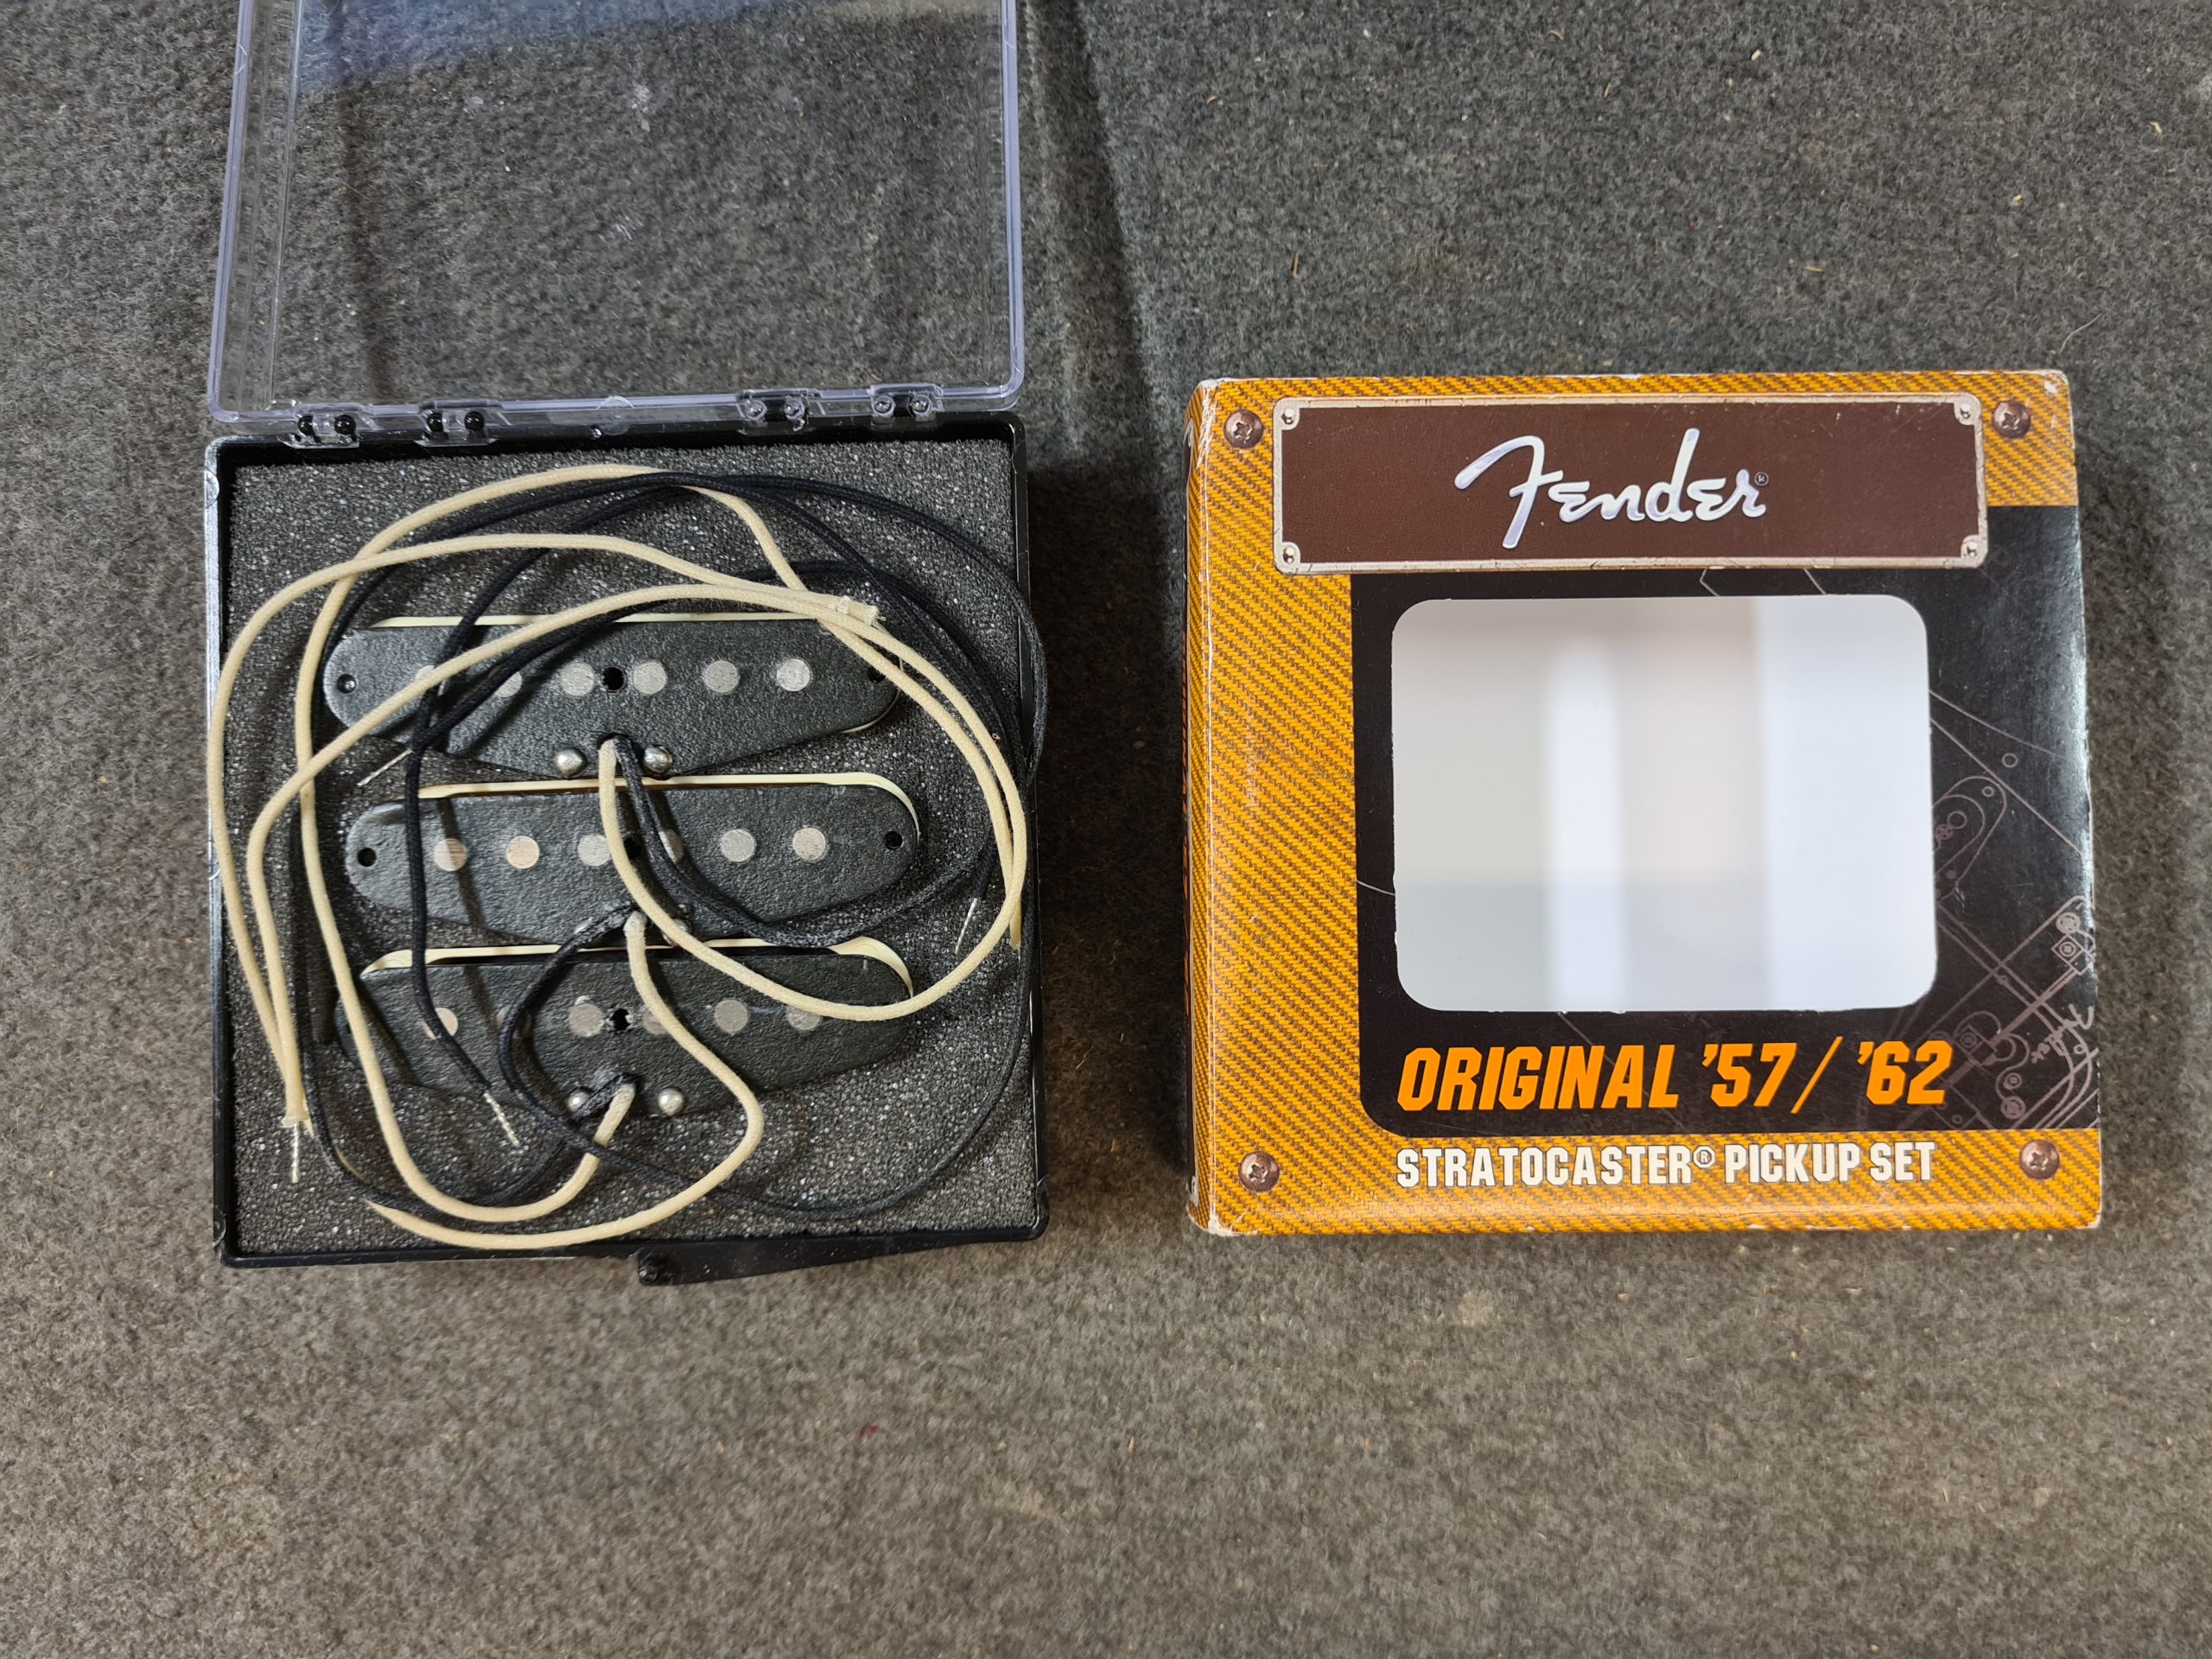 Fender®
ORIGINAL '57/ '62
STRATOCASTER® PICKUP SET